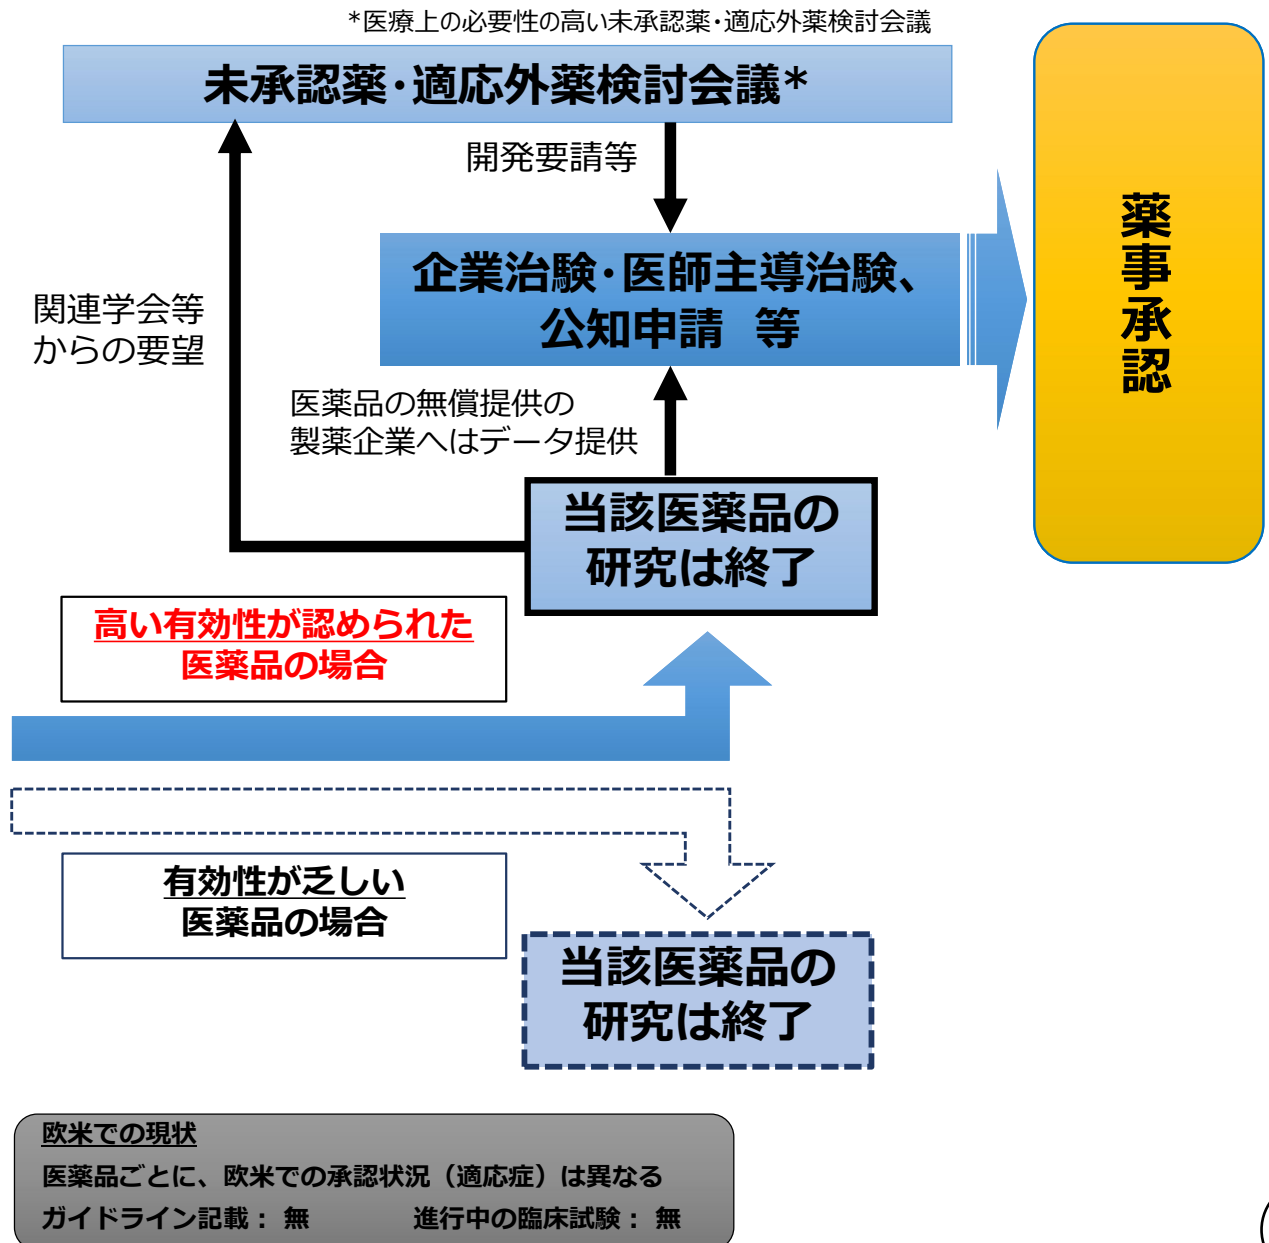 *医療上の必要性の高い未承認薬・適応外薬検討会議
未承認薬・適応外薬検討会議*
開発要請等
企業治験・医師主導治験、
公知申請 等
薬事承認
関連学会等
からの要望
医薬品の無償提供の
製薬企業へはデータ提供
当該医薬品の
研究は終了
高い有効性が認められた
医薬品の場合
有効性が乏しい
医薬品の場合
当該医薬品の
研究は終了
欧米での現状
医薬品ごとに、欧米での承認状況（適応症）は異なる
ガイドライン記載： 無 進行中の臨床試験： 無